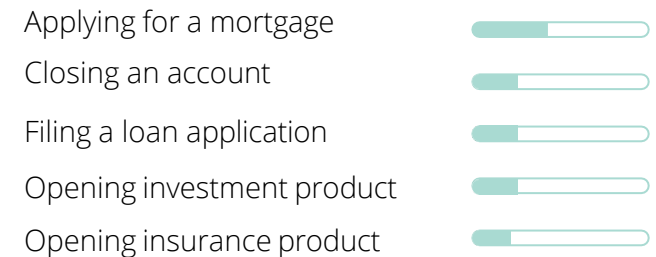 Applying for a mortgage
Closing an account
Filing a loan application
Opening investment product
Opening insurance product